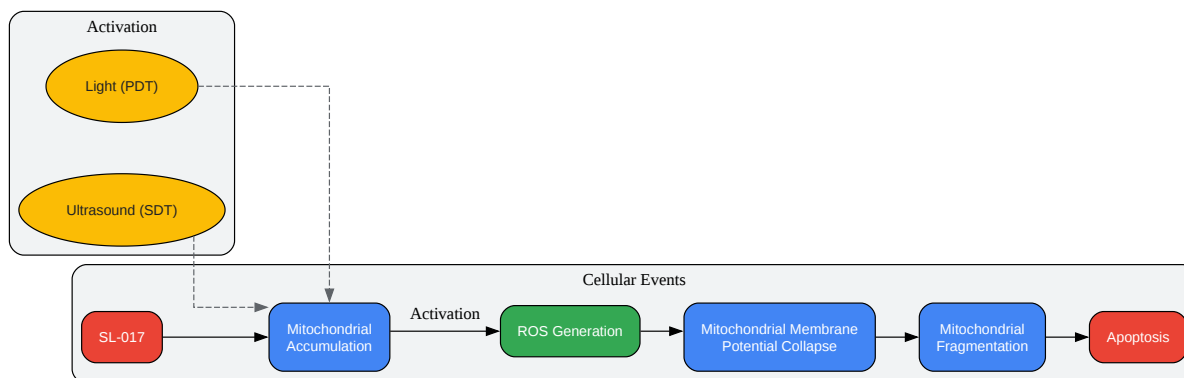 Activation
Light (PDT)
Ultrasound (SDT)
Cellular Events
SL-017
Mitochondrial
Accumulation
Activation
ROS Generation
Mitochondrial Membrane
Potential Collapse
Mitochondrial
Fragmentation
Apoptosis